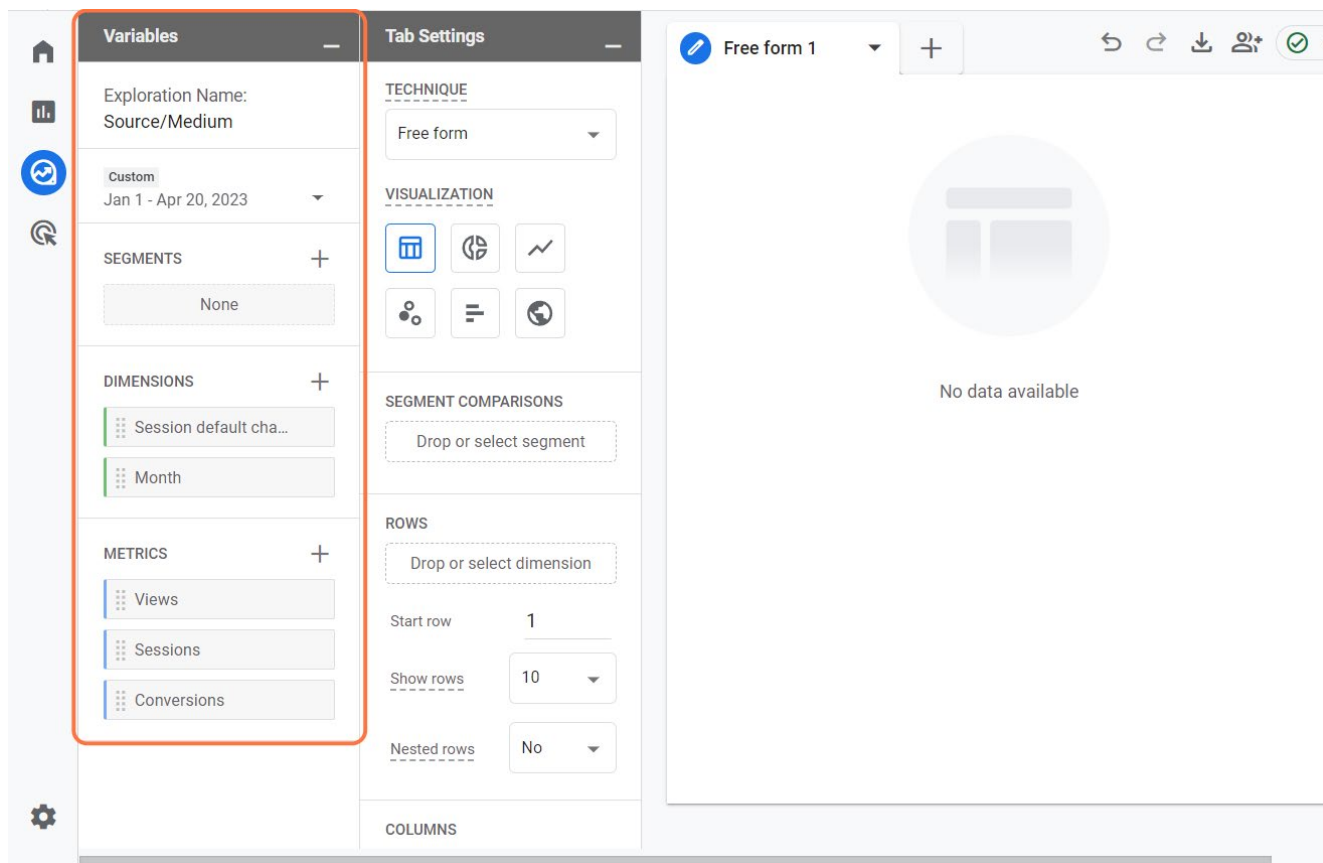 Variables
Exploration Name:
Source/Medium
Custom
Jan 1 - Apr 20, 2023
SEGMENTS
None
DIMENSIONS
Session default cha...
Month
METRICS
Views
Sessions
Conversions
Tab Settings
TECHNIQUE
Free form
VISUALIZATION
SEGMENT COMPARISONS
Drop or select segment
ROWS
Drop or select dimension
Start row 1
Show rows 10
Nested rows No
COLUMNS
Free form 1
No data available